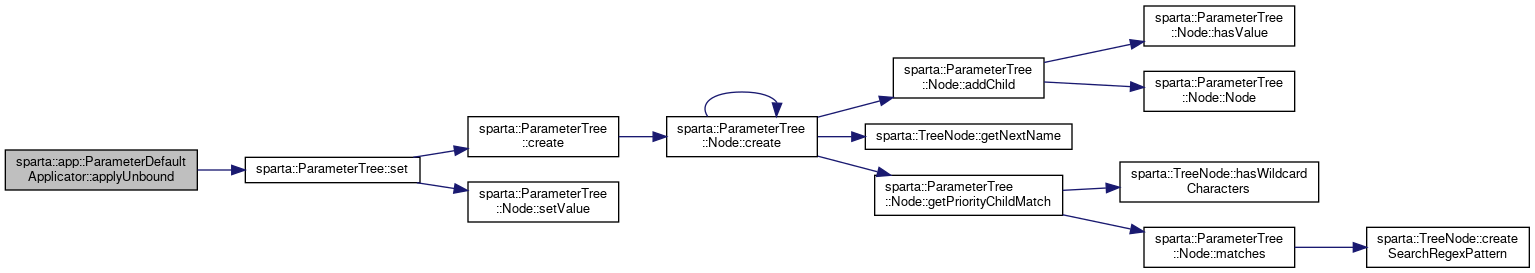 sparta::app::ParameterDefault
Applicator::applyUnbound
sparta::ParameterTree::set
sparta::ParameterTree
::create
sparta::ParameterTree
::Node::setValue
sparta::ParameterTree
::Node::create
sparta::ParameterTree
::Node::addChild
sparta::TreeNode::getNextName
sparta::ParameterTree
::Node::getPriorityChildMatch
sparta::ParameterTree
::Node::hasValue
sparta::ParameterTree
::Node::Node
sparta::TreeNode::hasWildcard
Characters
sparta::ParameterTree
::Node::matches
sparta::TreeNode::create
SearchRegexPattern